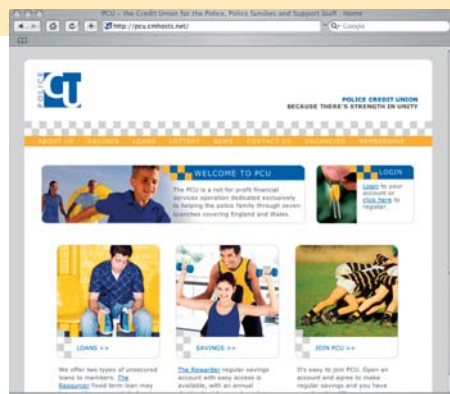 PCU – the Credit Union for the Police, Police families and Support Staff : Home
http://pcu.cmhosts.net/
Google
POLICE
CU
POLICE CREDIT UNION
BECAUSE THERE'S STRENGTH IN UNITY
ABOUT US SAVINGS LOANS LOTTERY NEWS CONTACT US VACANCIES MEMBERSHIP
WELCOME TO PCU
The PCU is a not for profit financial
services operation dedicated exclusively
to helping the police family through seven
branches covering England and Wales.
LOGIN
Login to your
account or
click here to
register.
LOANS >>
We offer two types of unsecured
loans to members. The
Resourcer fixed term loan may
SAVINGS >>
The Rewarder regular savings
account with easy access is
available, with an annual
JOIN PCU >>
It's easy to join PCU. Open an
account and agree to make
regular savings and you have